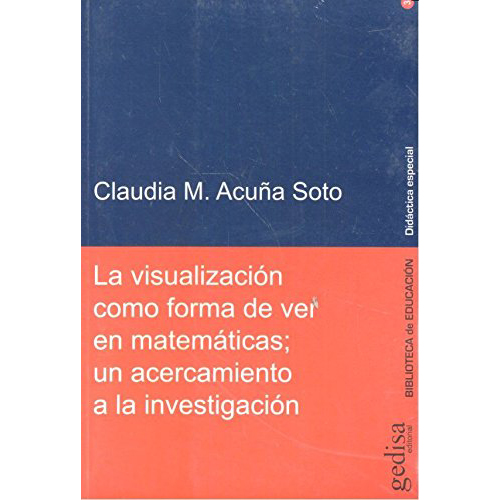 Claudia M. Acuña Soto
La visualización
como forma de ver
en matemáticas;
un acercamiento
a la investigación
Didáctica especial
BIBLIOTECA de EDUCACIÓN
gedisa
editorial